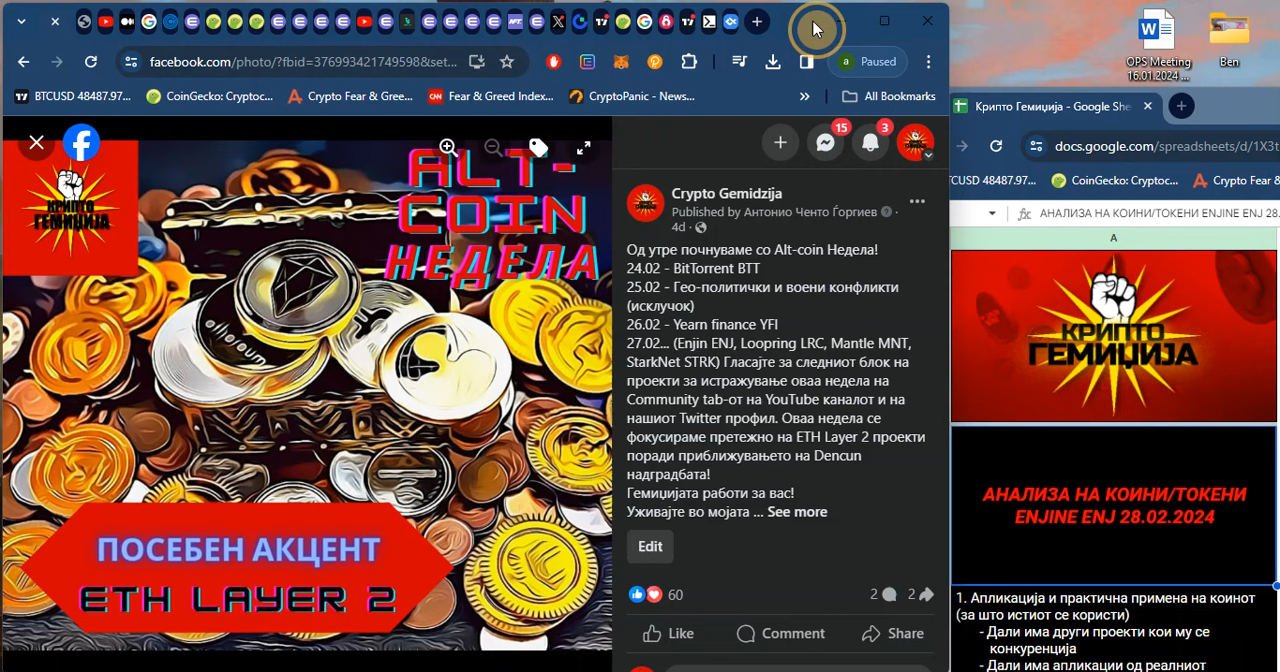 OPS Meeting
16.01.2024 ...
Ben
facebook.com/photo/?fbid=376993421749598&set...
a
Paused
BTCUSD 48487.97...
CoinGecko: Cryptoc...
Crypto Fear & Gree...
Fear & Greed Index...
CryptoPanic - News...
»
All Bookmarks
КРИПТО
ГЕМИЏИЈА
ALT-
COIN
НЕДЕЛА
ethereum
ПОСЕБЕН АКЦЕНТ
ETH LAYER 2
15
3
Crypto Gemidzija
Published by Антонио Ченто Ѓоргиев ·
4d ·
Од утре почнуваме со Alt-coin Недела!
24.02 - BitTorrent BTT
25.02 - Гео-политички и воени конфликти
(исклучок)
26.02 - Yearn finance YFI
27.02... (Enjin ENJ, Loopring LRC, Mantle MNT,
StarkNet STRK) Гласајте за следниот блок на
проекти за истражување оваа недела на
Community tab-от на YouTube каналот и на
нашиот Twitter профил. Оваа недела се
фокусираме претежно на ETH Layer 2 проекти
поради приближувањето на Dencun
надградбата!
Гемиџијата работи за вас!
Уживајте во мојата ... See more
Edit
60
2
2
Like
Comment
Share
Крипто Гемиџија - Google She
docs.google.com/spreadsheets/d/1X3t
TCUSD 48487.97...
CoinGecko: Cryptoc...
Crypto Fear &
fx
АНАЛИЗА НА КОИНИ/ТОКЕНИ ENJINE ENJ 28.
A
КРИПТО
ГЕМИЏИЈА
АНАЛИЗА НА КОИНИ/ТОКЕНИ
ENJINE ENJ 28.02.2024
1. Апликација и практична примена на коинот
(за што истиот се користи)
- Дали има други проекти кои му се
конкуренција
- Дали има апликации од реалниот